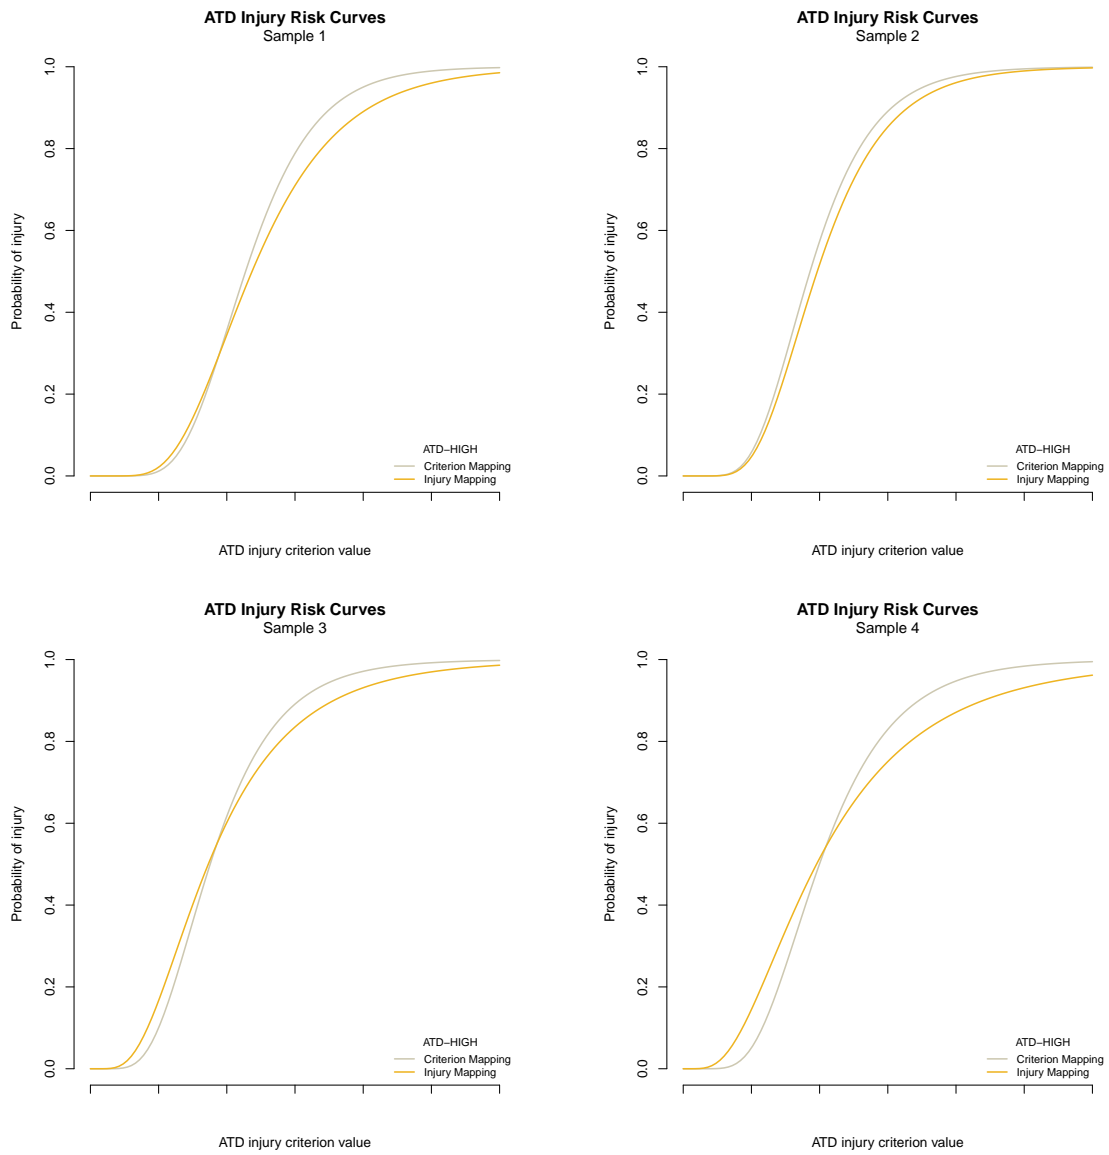 ATD Injury Risk Curves
Sample 1
Probability of injury
1.0
0.8
0.6
0.4
0.2
0.0
ATD−HIGH
Criterion Mapping
Injury Mapping
ATD injury criterion value
ATD Injury Risk Curves
Sample 2
Probability of injury
1.0
0.8
0.6
0.4
0.2
0.0
ATD−HIGH
Criterion Mapping
Injury Mapping
ATD injury criterion value
ATD Injury Risk Curves
Sample 3
Probability of injury
1.0
0.8
0.6
0.4
0.2
0.0
ATD−HIGH
Criterion Mapping
Injury Mapping
ATD injury criterion value
ATD Injury Risk Curves
Sample 4
Probability of injury
1.0
0.8
0.6
0.4
0.2
0.0
ATD−HIGH
Criterion Mapping
Injury Mapping
ATD injury criterion value